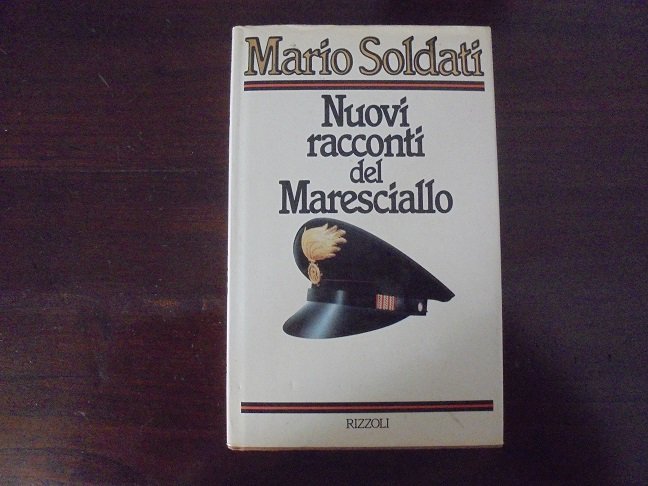 Mario Soldati
Nuovi
racconti
del
Maresciallo
RIZZOLI